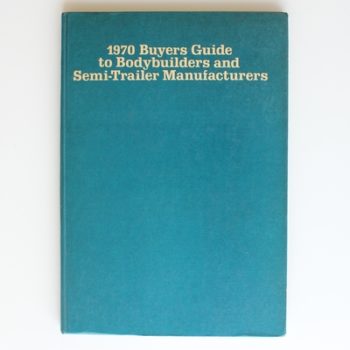 1970 Buyers Guide
to Bodybuilders and
Semi-Trailer Manufacturers